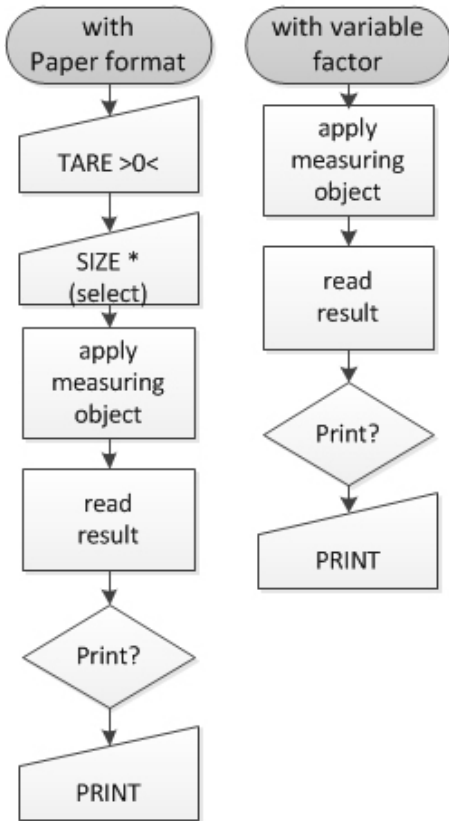 with
Paper format
TARE >0<
SIZE *
(select)
apply
measuring
object
read
result
Print?
PRINT
with variable
factor
apply
measuring
object
read
result
Print?
PRINT